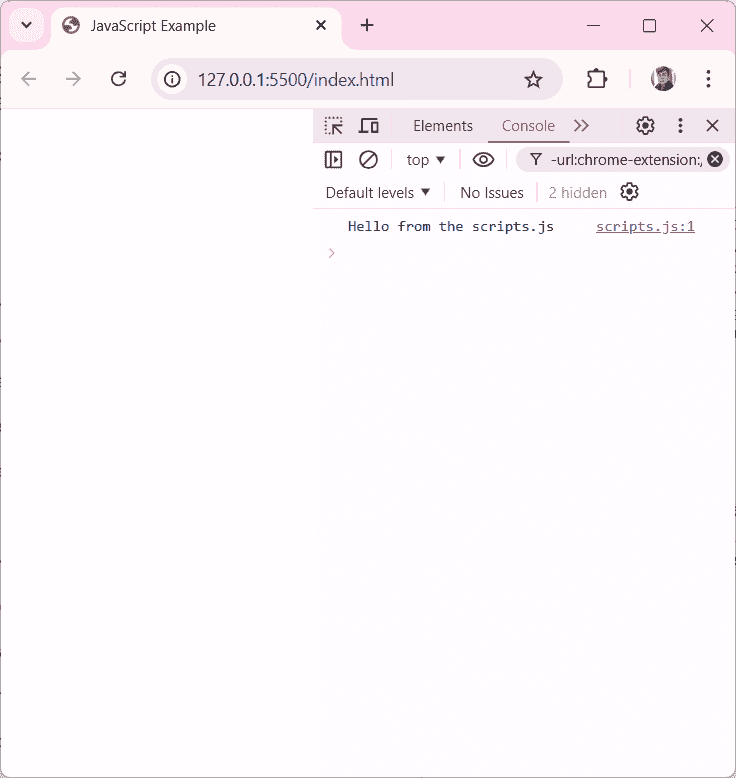 JavaScript Example
127.0.0.1:5500/index.html
Elements Console
top -url:chrome-extension:/
Default levels No Issues 2 hidden
Hello from the scripts.js scripts.js:1